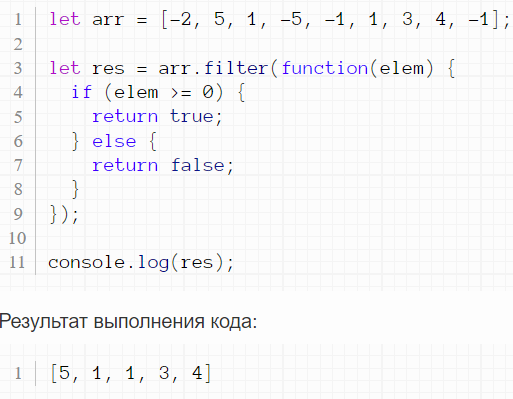 1 let arr = [-2, 5, 1, -5, -1, 1, 3, 4, -1];
2
3 let res = arr.filter(function(elem) {
4 if (elem >= 0) {
5 return true;
6 } else {
7 return false;
8 }
9 });
10
11 console.log(res);
Результат выполнения кода:
1 [5, 1, 1, 3, 4]